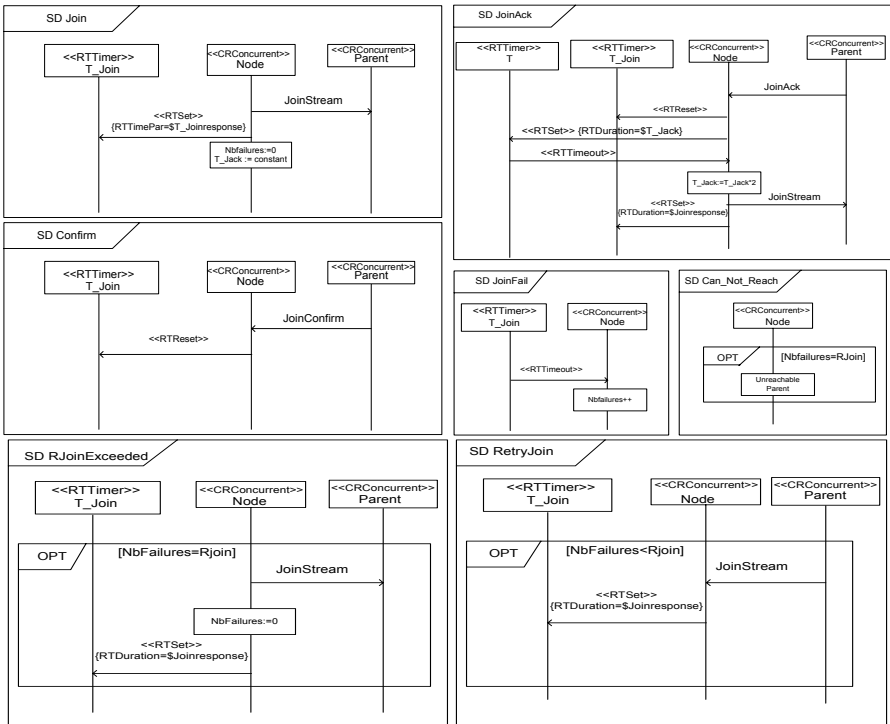 SD Join
<<RTTimer>>
T_Join
<<CRConcurrent>>
Node
<<CRConcurrent>>
Parent
JoinStream
<<RTSet>>
{RTTimePar=$T_Joinresponse}
Nbfailures:=0
T_Jack := constant
SD JoinAck
<<RTTimer>>
T
<<RTTimer>>
T_Join
<<CRConcurrent>>
Node
<<CRConcurrent>>
Parent
JoinAck
<<RTReset>>
<<RTSet>> {RTDuration=$T_Jack}
<<RTTimeout>>
T_Jack:=T_Jack*2
<<RTSet>>
{RTDuration=$Joinresponse}
JoinStream
SD Confirm
<<RTTimer>>
T_Join
<<CRConcurrent>>
Node
<<CRConcurrent>>
Parent
JoinConfirm
<<RTReset>>
SD JoinFail
<<RTTimer>>
T_Join
<<CRConcurrent>>
Node
<<RTTimeout>>
Nbfailures++
SD Can_Not_Reach
<<CRConcurrent>>
Node
OPT
[Nbfailures=RJoin]
Unreachable
Parent
SD RJoinExceeded
<<RTTimer>>
T_Join
<<CRConcurrent>>
Node
<<CRConcurrent>>
Parent
OPT
[NbFailures=Rjoin]
JoinStream
NbFailures:=0
<<RTSet>>
{RTDuration=$Joinresponse}
SD RetryJoin
<<RTTimer>>
T_Join
<<CRConcurrent>>
Node
<<CRConcurrent>>
Parent
OPT
[NbFailures<Rjoin]
JoinStream
<<RTSet>>
{RTDuration=$Joinresponse}